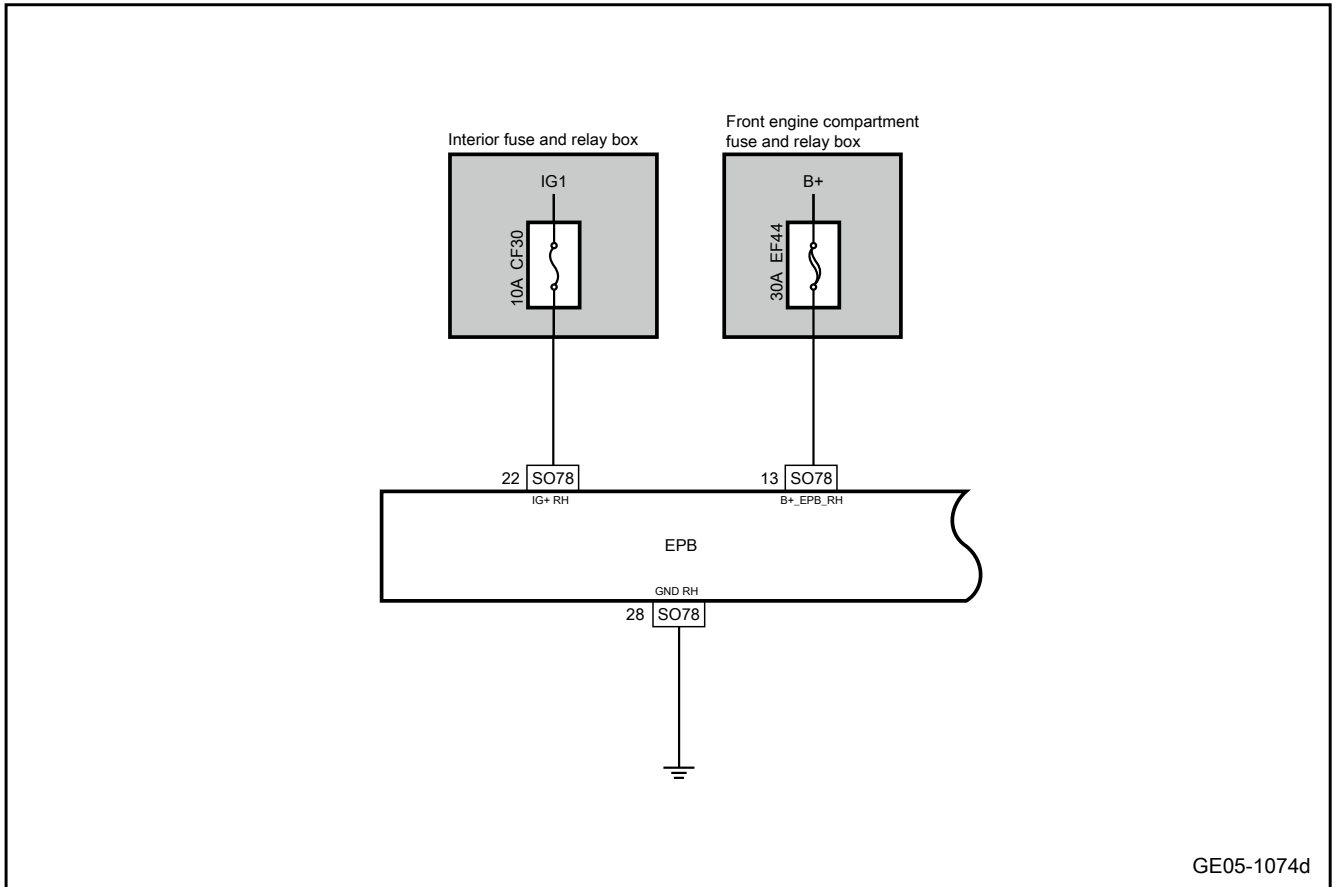 Interior fuse and relay box
Front engine compartment
fuse and relay box
IG1
B+
10A CF30
30A EF44
22 SO78
13 SO78
IG+ RH
B+_EPB_RH
EPB
GND RH
28 SO78
GE05-1074d